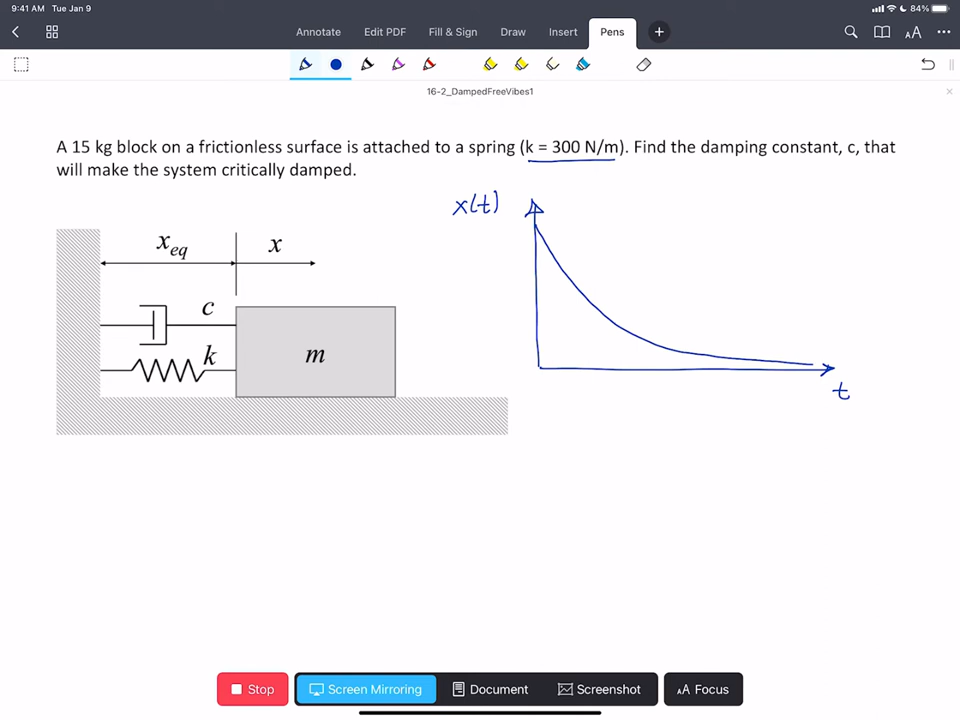 9:41 AM Tue Jan 9
84%
Annotate Edit PDF Fill & Sign Draw Insert Pens
AA
16-2_DampedFreeVibes1
A 15 kg block on a frictionless surface is attached to a spring (k = 300 N/m). Find the damping constant, c, that
will make the system critically damped.
x(t)
x_eq x
c
k
m
t
Stop Screen Mirroring Document Screenshot AA Focus